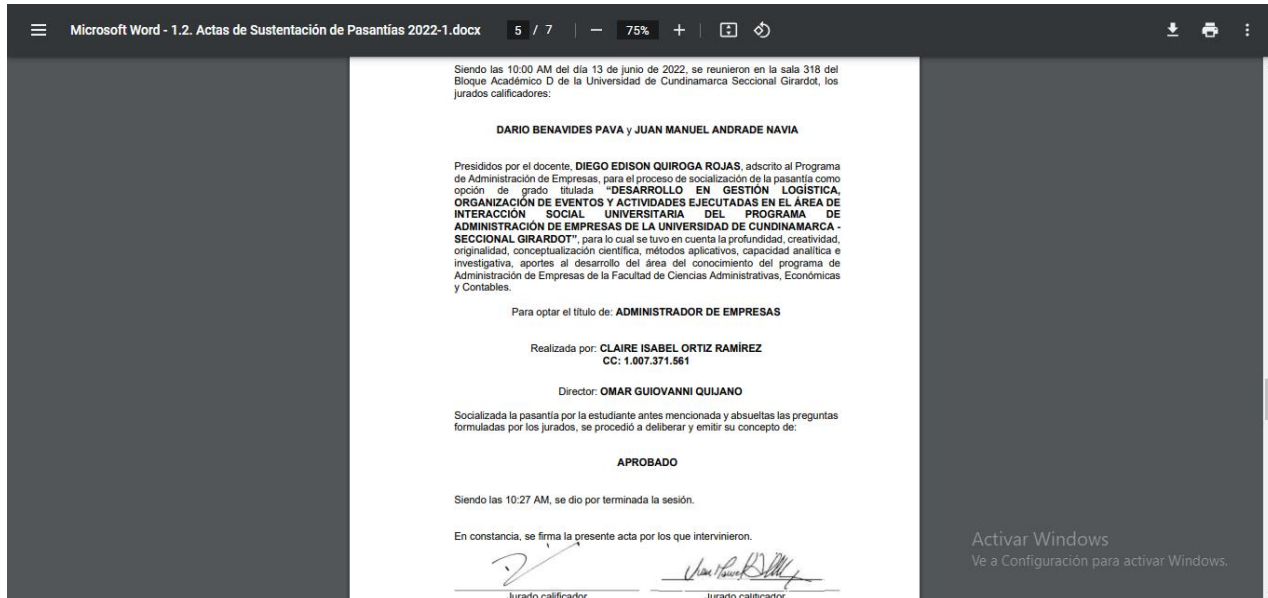 Microsoft Word - 1.2. Actas de Sustentación de Pasantías 2022-1.docx 5 / 7 75%
Siendo las 10:00 AM del día 13 de junio de 2022, se reunieron en la sala 318 del
Bloque Académico D de la Universidad de Cundinamarca Seccional Girardot, los
jurados calificadores:
DARIO BENAVIDES PAVA y JUAN MANUEL ANDRADE NAVIA
Presididos por el docente, DIEGO EDISON QUIROGA ROJAS, adscrito al Programa
de Administración de Empresas, para el proceso de socialización de la pasantía como
opción de grado titulada “DESARROLLO EN GESTIÓN LOGÍSTICA,
ORGANIZACIÓN DE EVENTOS Y ACTIVIDADES EJECUTADAS EN EL ÁREA DE
INTERACCIÓN SOCIAL UNIVERSITARIA DEL PROGRAMA DE
ADMINISTRACIÓN DE EMPRESAS DE LA UNIVERSIDAD DE CUNDINAMARCA -
SECCIONAL GIRARDOT”, para lo cual se tuvo en cuenta la profundidad, creatividad,
originalidad, conceptualización científica, métodos aplicativos, capacidad analítica e
investigativa, aportes al desarrollo del área del conocimiento del programa de
Administración de Empresas de la Facultad de Ciencias Administrativas, Económicas
y Contables.
Para optar el título de: ADMINISTRADOR DE EMPRESAS
Realizada por: CLAIRE ISABEL ORTIZ RAMÍREZ
CC: 1.007.371.561
Director: OMAR GUIOVANNI QUIJANO
Socializada la pasantía por la estudiante antes mencionada y absueltas las preguntas
formuladas por los jurados, se procedió a deliberar y emitir su concepto de:
APROBADO
Siendo las 10:27 AM, se dio por terminada la sesión.
En constancia, se firma la presente acta por los que intervinieron.
Jurado calificador Jurado calificador
Activar Windows
Ve a Configuración para activar Windows.